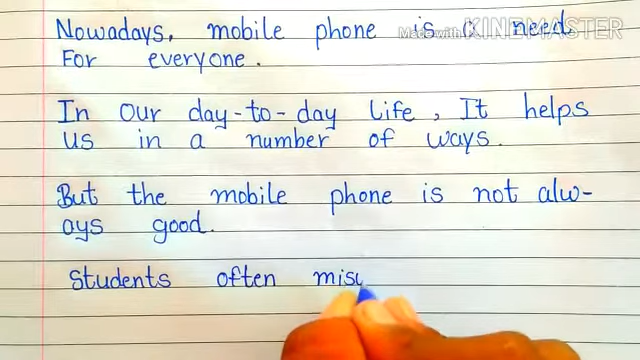 Nowadays, mobile phone is a need
Made with KINEMASTER
For everyone.
In our day-to-day life, It helps
us in a number of ways.
But the mobile phone is not alw-
ays good.
Students often misu